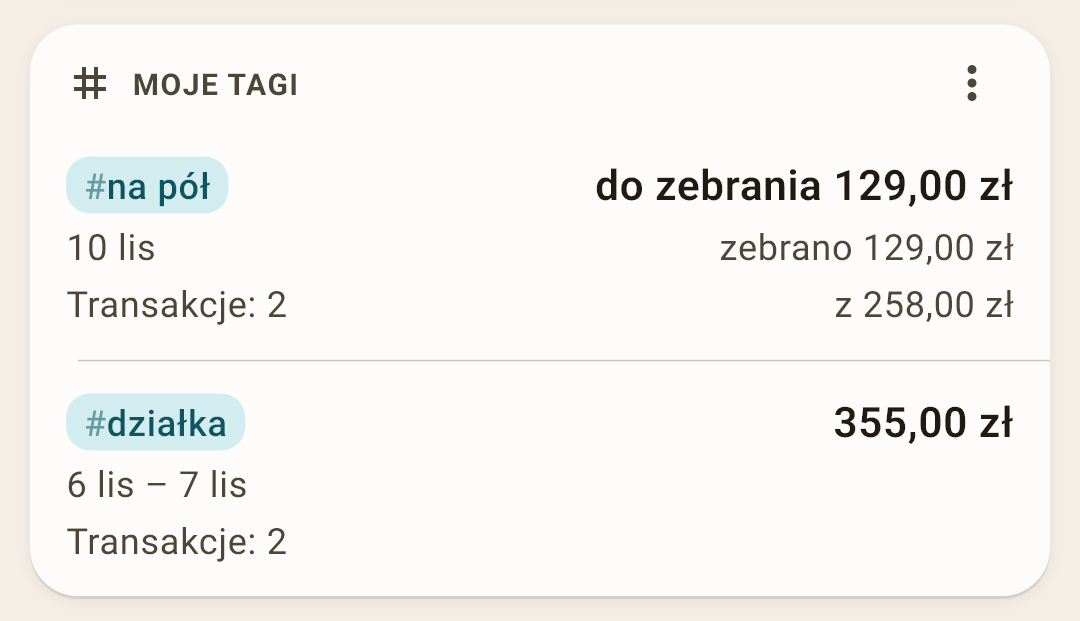 # MOJE TAGI
#na pół do zebrania 129,00 zł
10 lis zebrano 129,00 zł
Transakcje: 2 z 258,00 zł
#działka 355,00 zł
6 lis – 7 lis
Transakcje: 2